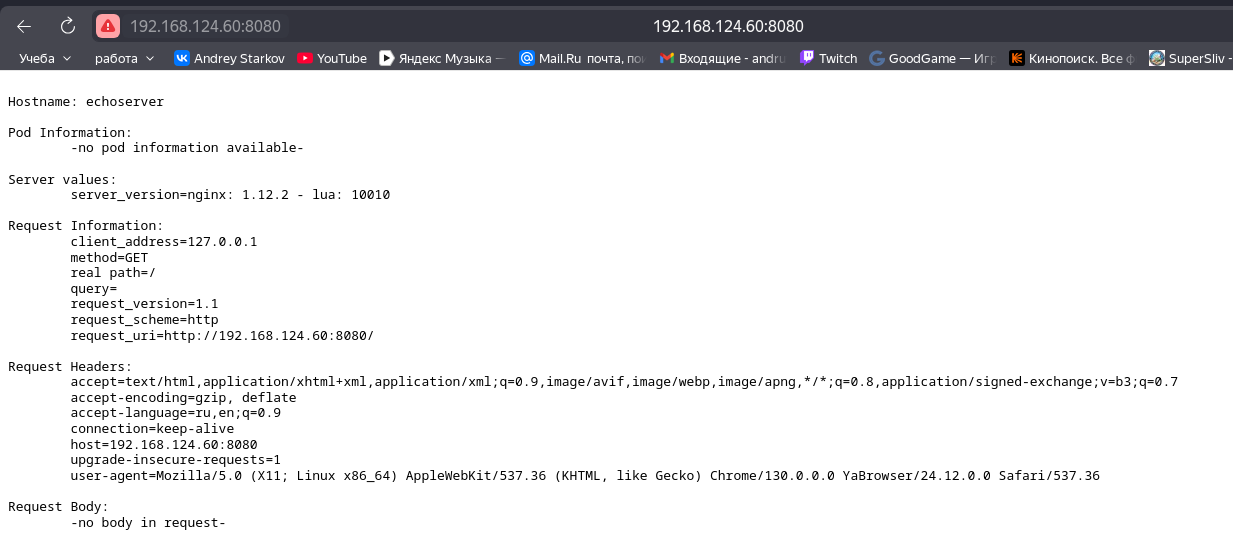 192.168.124.60:8080 192.168.124.60:8080
Учеба работа Andrey Starkov YouTube Яндекс Музыка — Mail.Ru почта, Входящие - Twitch GoodGame — Кинопоиск. Все SuperSliv -
Hostname: echoserver
Pod Information:
-no pod information available-
Server values:
server_version=nginx: 1.12.2 - lua: 10010
Request Information:
client_address=127.0.0.1
method=GET
real path=/
query=
request_version=1.1
request_scheme=http
request_uri=http://192.168.124.60:8080/
Request Headers:
accept=text/html,application/xhtml+xml,application/xml;q=0.9,image/avif,image/webp,image/apng,*/*;q=0.8,application/signed-exchange;v=b3;q=0.7
accept-encoding=gzip, deflate
accept-language=ru,en;q=0.9
connection=keep-alive
host=192.168.124.60:8080
upgrade-insecure-requests=1
user-agent=Mozilla/5.0 (X11; Linux x86_64) AppleWebKit/537.36 (KHTML, like Gecko) Chrome/130.0.0.0 YaBrowser/24.12.0.0 Safari/537.36
Request Body:
-no body in request-